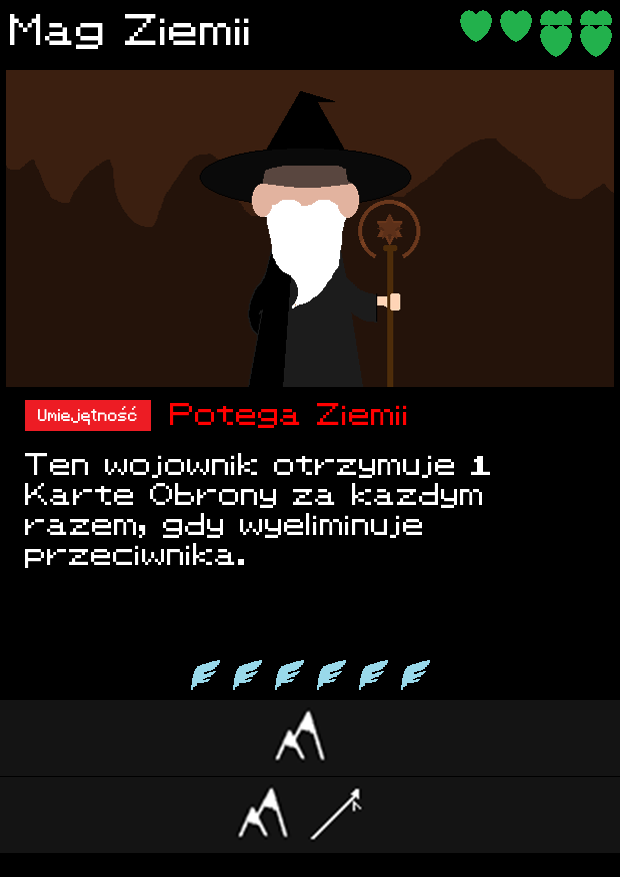 Mag Ziemii
Umiejętność
Potega Ziemii
Ten wojownik otrzymuje 1
Karte Obrony za kazdym
razem, gdy wyeliminuje
przeciwnika.